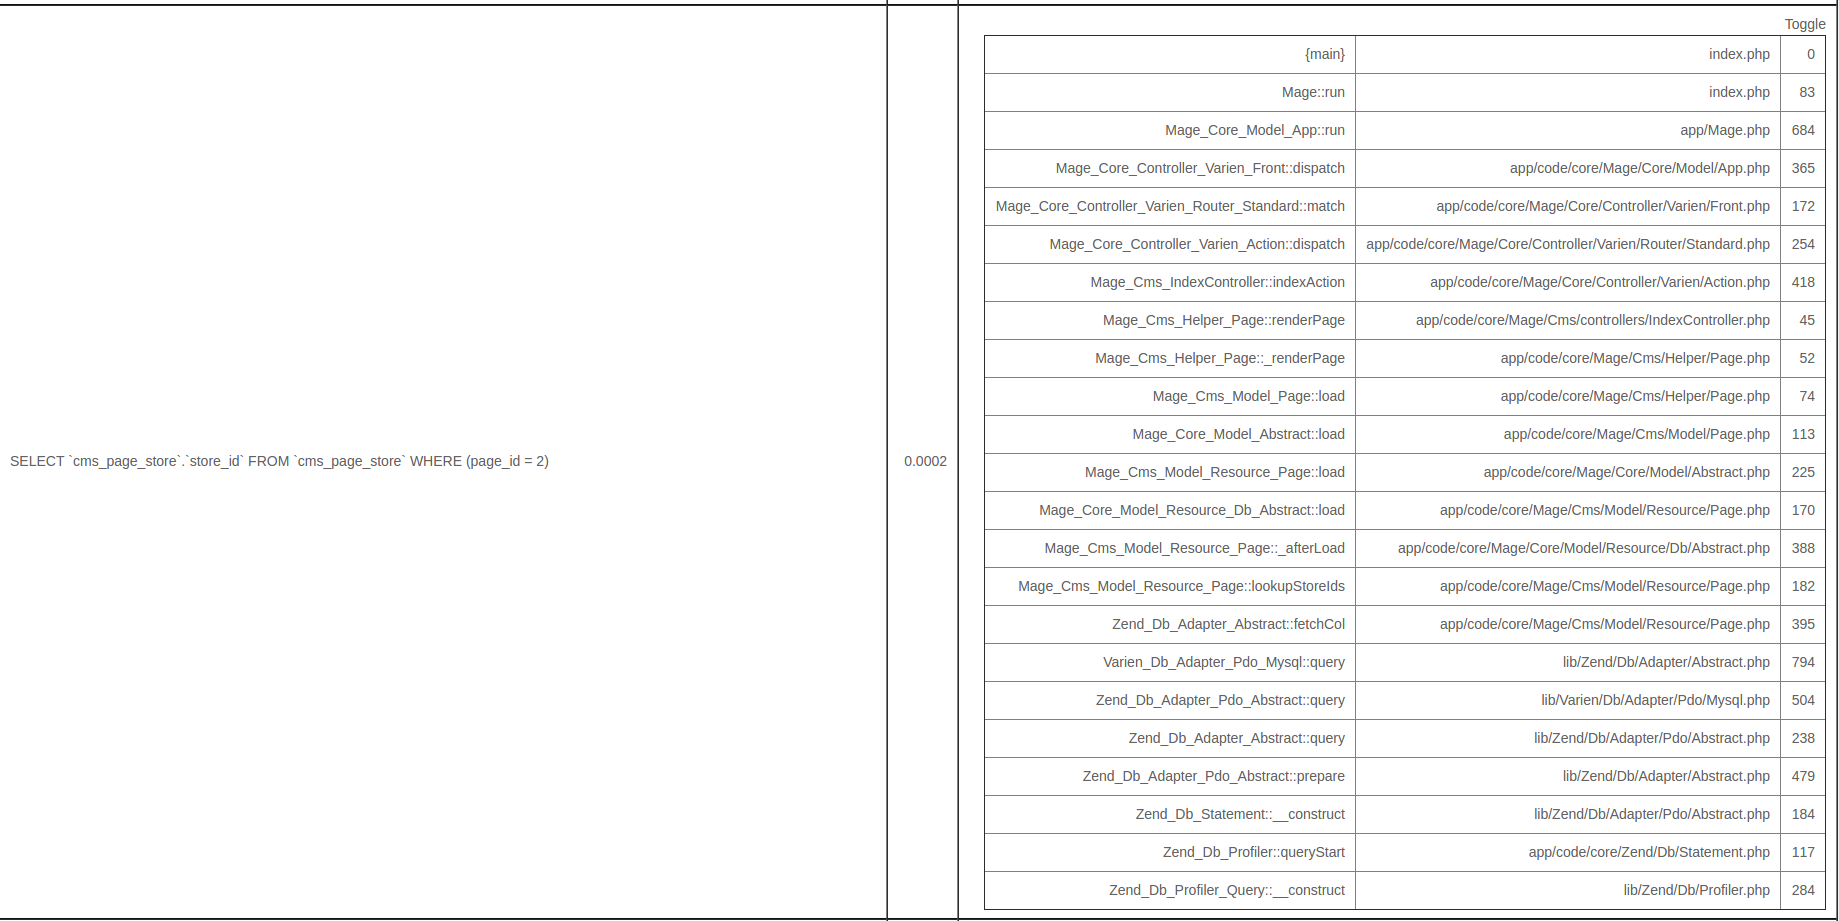 Toggle
{main} index.php 0
Mage::run index.php 83
Mage_Core_Model_App::run app/Mage.php 684
Mage_Core_Controller_Varien_Front::dispatch app/code/core/Mage/Core/Model/App.php 365
Mage_Core_Controller_Varien_Router_Standard::match app/code/core/Mage/Core/Controller/Varien/Front.php 172
Mage_Core_Controller_Varien_Action::dispatch app/code/core/Mage/Core/Controller/Varien/Router/Standard.php 254
Mage_Cms_IndexController::indexAction app/code/core/Mage/Core/Controller/Varien/Action.php 418
Mage_Cms_Helper_Page::renderPage app/code/core/Mage/Cms/controllers/IndexController.php 45
Mage_Cms_Helper_Page::_renderPage app/code/core/Mage/Cms/Helper/Page.php 52
Mage_Cms_Model_Page::load app/code/core/Mage/Cms/Helper/Page.php 74
Mage_Core_Model_Abstract::load app/code/core/Mage/Cms/Model/Page.php 113
SELECT `cms_page_store`.`store_id` FROM `cms_page_store` WHERE (page_id = 2) 0.0002
Mage_Cms_Model_Resource_Page::load app/code/core/Mage/Core/Model/Abstract.php 225
Mage_Core_Model_Resource_Db_Abstract::load app/code/core/Mage/Cms/Model/Resource/Page.php 170
Mage_Cms_Model_Resource_Page::_afterLoad app/code/core/Mage/Core/Model/Resource/Db/Abstract.php 388
Mage_Cms_Model_Resource_Page::lookupStoreIds app/code/core/Mage/Cms/Model/Resource/Page.php 182
Zend_Db_Adapter_Abstract::fetchCol app/code/core/Mage/Cms/Model/Resource/Page.php 395
Varien_Db_Adapter_Pdo_Mysql::query lib/Zend/Db/Adapter/Abstract.php 794
Zend_Db_Adapter_Pdo_Abstract::query lib/Varien/Db/Adapter/Pdo/Mysql.php 504
Zend_Db_Adapter_Abstract::query lib/Zend/Db/Adapter/Pdo/Abstract.php 238
Zend_Db_Adapter_Pdo_Abstract::prepare lib/Zend/Db/Adapter/Abstract.php 479
Zend_Db_Statement::__construct lib/Zend/Db/Adapter/Pdo/Abstract.php 184
Zend_Db_Profiler::queryStart app/code/core/Zend/Db/Statement.php 117
Zend_Db_Profiler_Query::__construct lib/Zend/Db/Profiler.php 284